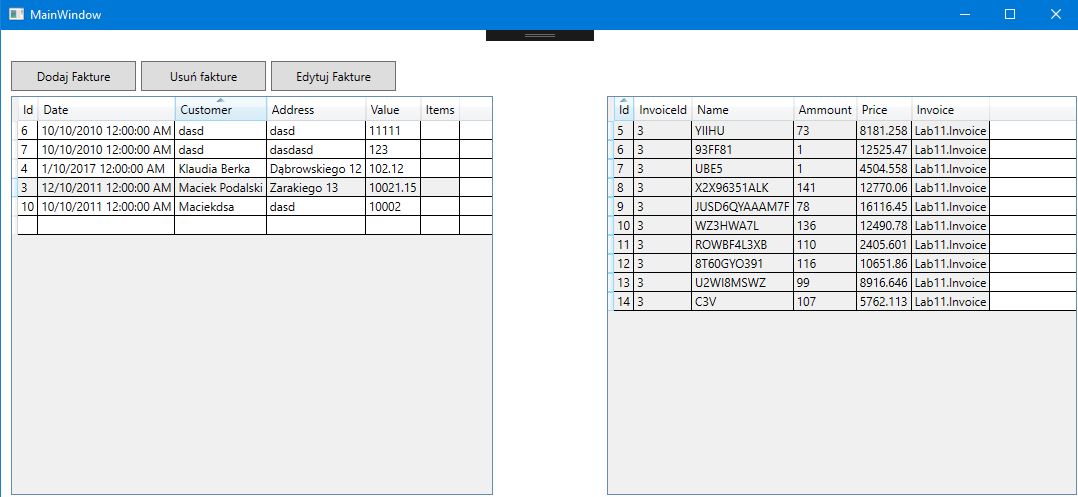 MainWindow
Dodaj Fakture Usuń fakture Edytuj Fakture
Id Date Customer Address Value Items
6 10/10/2010 12:00:00 AM dasd dasd 11111
7 10/10/2010 12:00:00 AM dasd dasdasd 123
4 1/10/2017 12:00:00 AM Klaudia Berka Dąbrowskiego 12 102.12
3 12/10/2011 12:00:00 AM Maciek Podalski Zarakiego 13 10021.15
10 10/10/2011 12:00:00 AM Maciekdsa dasd 10002
Id InvoiceId Name Ammount Price Invoice
5 3 YIIHU 73 8181.258 Lab11.Invoice
6 3 93FF81 1 12525.47 Lab11.Invoice
7 3 UBE5 1 4504.558 Lab11.Invoice
8 3 X2X96351ALK 141 12770.06 Lab11.Invoice
9 3 JUSD6QYAAAM7F 78 16116.45 Lab11.Invoice
10 3 WZ3HWA7L 136 12490.78 Lab11.Invoice
11 3 ROWBF4L3XB 110 2405.601 Lab11.Invoice
12 3 8T60GYO391 116 10651.86 Lab11.Invoice
13 3 U2WI8MSWZ 99 8916.646 Lab11.Invoice
14 3 C3V 107 5762.113 Lab11.Invoice